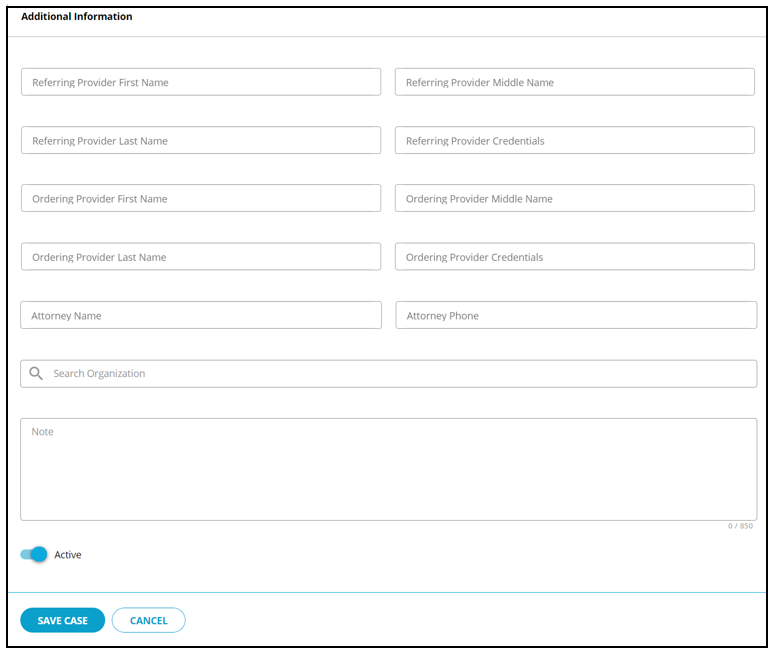 Additional Information
Referring Provider First Name
Referring Provider Middle Name
Referring Provider Last Name
Referring Provider Credentials
Ordering Provider First Name
Ordering Provider Middle Name
Ordering Provider Last Name
Ordering Provider Credentials
Attorney Name
Attorney Phone
Search Organization
Note
0 / 850
Active
SAVE CASE
CANCEL